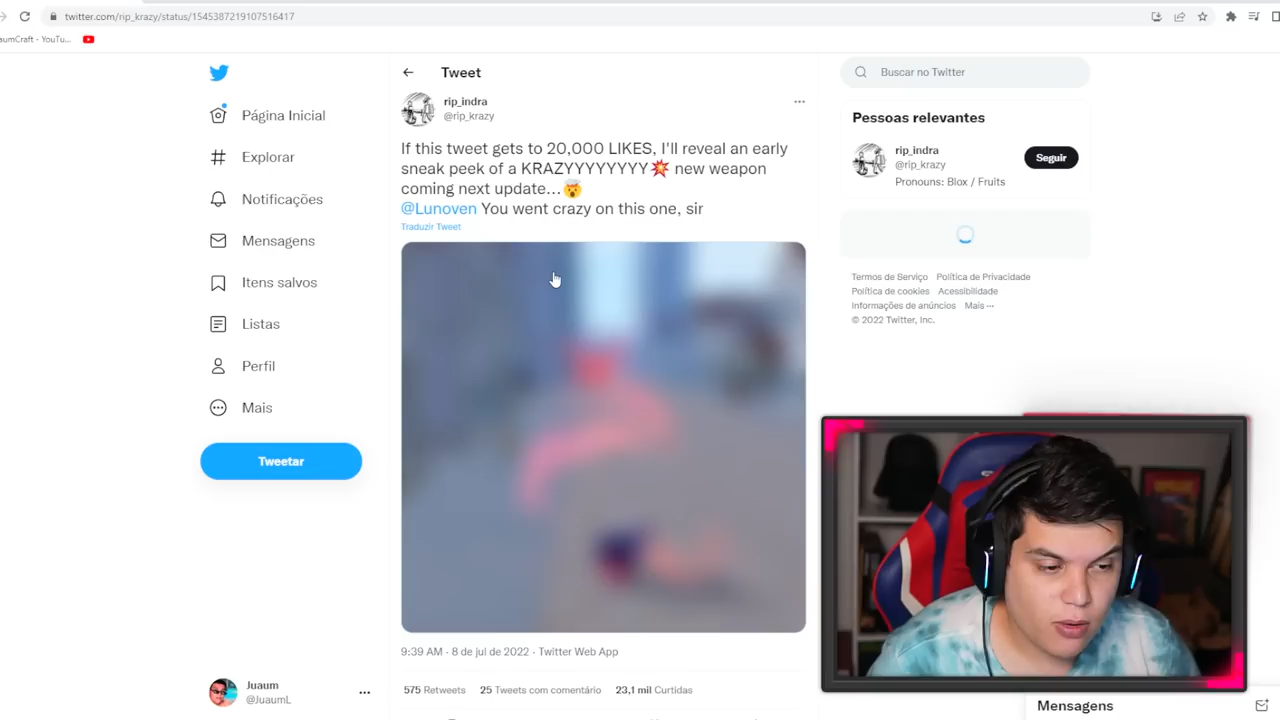 twitter.com/rip_krazy/status/1545387219107516417
aumCraft - YouTu...
Tweet
rip_indra
@rip_krazy
If this tweet gets to 20,000 LIKES, I'll reveal an early
sneak peek of a KRAZYYYYYYYY💥 new weapon
coming next update...🤯
@Lunoven You went crazy on this one, sir
Traduzir Tweet
9:39 AM · 8 de jul de 2022 · Twitter Web App
575 Retweets 25 Tweets com comentário 23,1 mil Curtidas
Página Inicial
Explorar
Notificações
Mensagens
Itens salvos
Listas
Perfil
Mais
Tweetar
Juaum
@JuaumL
Buscar no Twitter
Pessoas relevantes
rip_indra
@rip_krazy
Seguir
Pronouns: Blox / Fruits
Termos de Serviço Política de Privacidade
Política de cookies Acessibilidade
Informações de anúncios Mais ···
© 2022 Twitter, Inc.
Mensagens